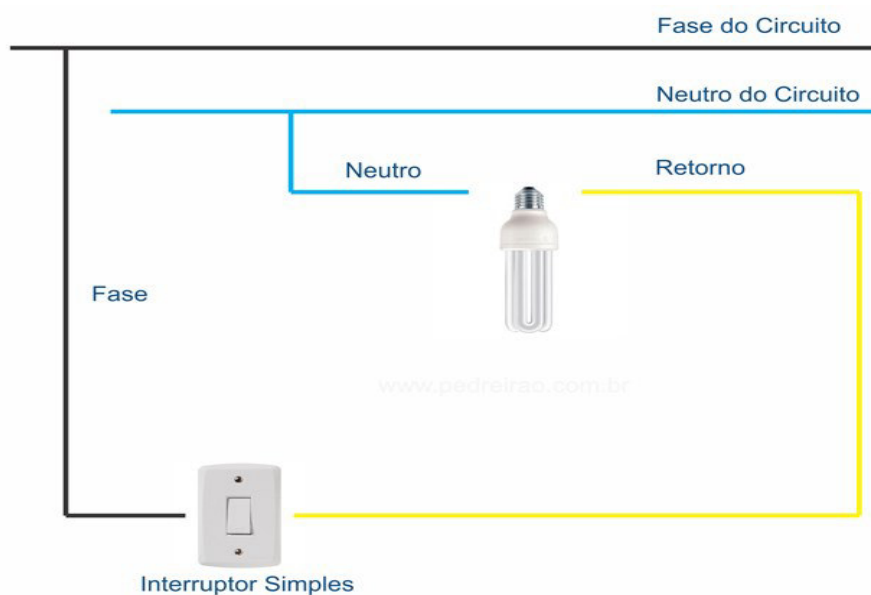 Fase do Circuito
Neutro do Circuito
Neutro
Retorno
Fase
www.pedreirao.com.br
Interruptor Simples